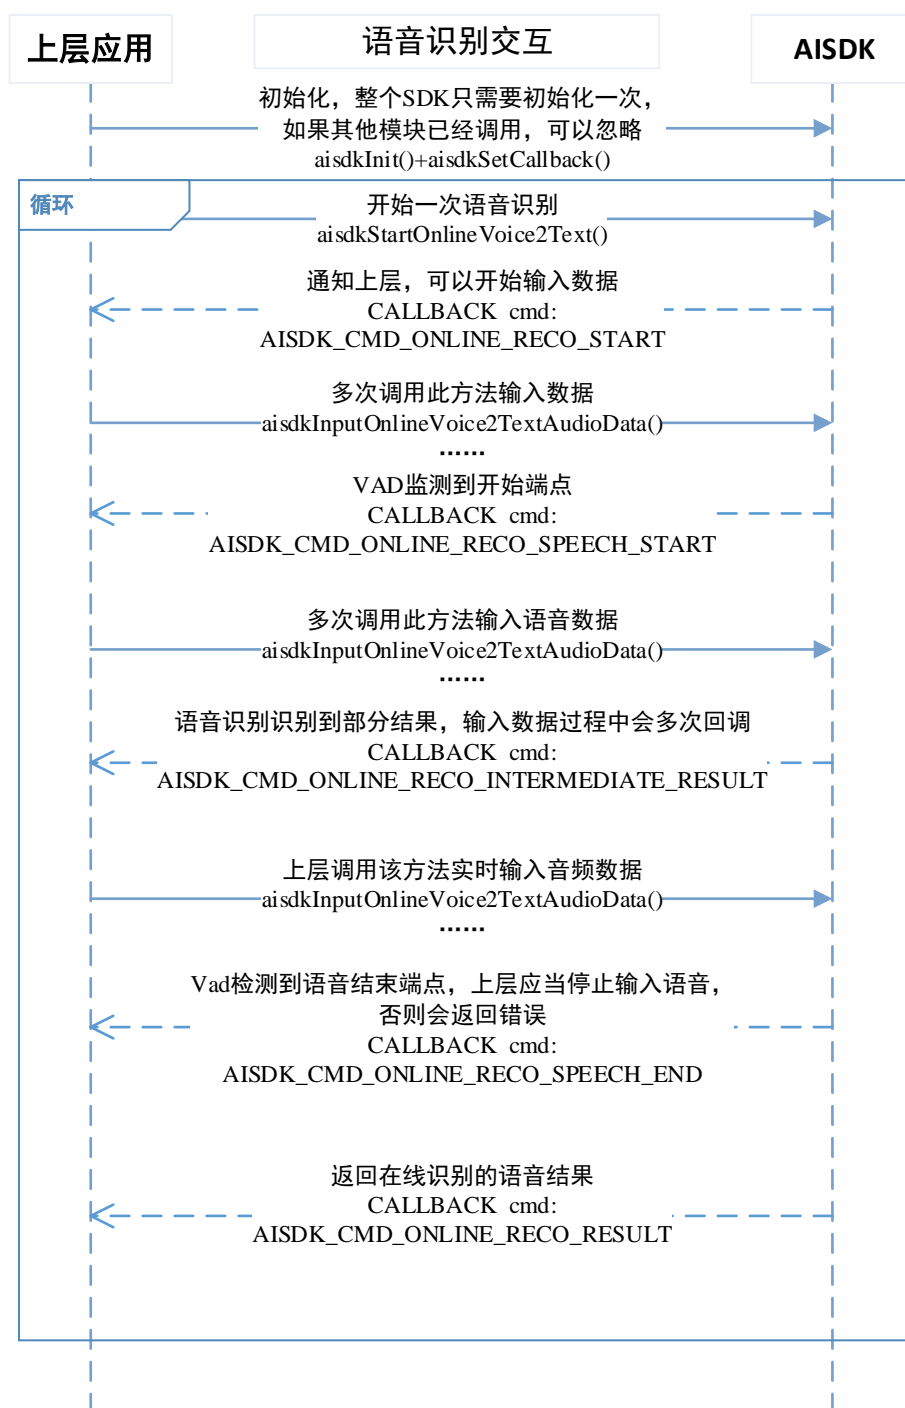 上层应用
语音识别交互
AISDK
初始化，整个SDK只需要初始化一次，
如果其他模块已经调用，可以忽略
aisdkInit()+aisdkSetCallback()
循环
开始一次语音识别
aisdkStartOnlineVoice2Text()
通知上层，可以开始输入数据
CALLBACK cmd:
AISDK_CMD_ONLINE_RECO_START
多次调用此方法输入数据
aisdkInputOnlineVoice2TextAudioData()
……
VAD监测到开始端点
CALLBACK cmd:
AISDK_CMD_ONLINE_RECO_SPEECH_START
多次调用此方法输入语音数据
aisdkInputOnlineVoice2TextAudioData()
……
语音识别识别到部分结果，输入数据过程中会多次回调
CALLBACK cmd:
AISDK_CMD_ONLINE_RECO_INTERMEDIATE_RESULT
上层调用该方法实时输入音频数据
aisdkInputOnlineVoice2TextAudioData()
……
Vad检测到语音结束端点，上层应当停止输入语音，
否则会返回错误
CALLBACK cmd:
AISDK_CMD_ONLINE_RECO_SPEECH_END
返回在线识别的语音结果
CALLBACK cmd:
AISDK_CMD_ONLINE_RECO_RESULT